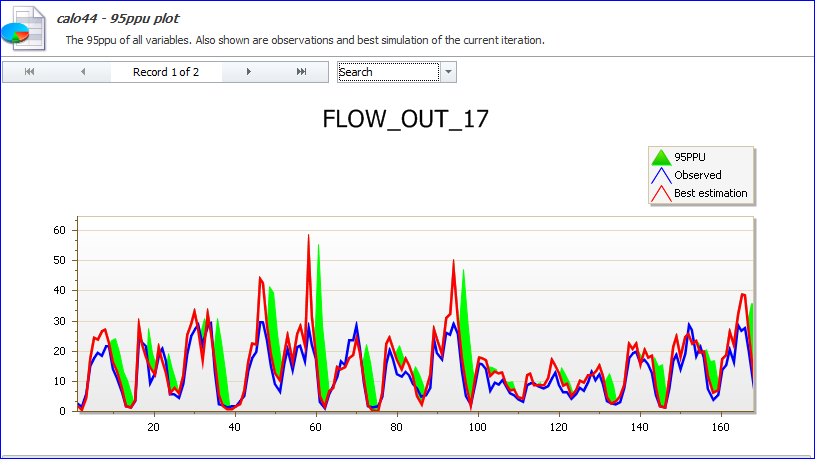 calo44 - 95ppu plot
The 95ppu of all variables. Also shown are observations and best simulation of the current iteration.
Record 1 of 2
Search
FLOW_OUT_17
95PPU
Observed
Best estimation
60
50
40
30
20
10
0
20 40 60 80 100 120 140 160